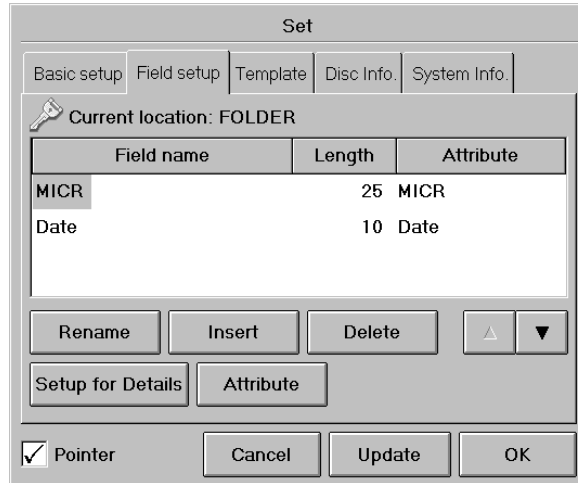 Set
Basic setup Field setup Template Disc Info. System Info.
Current location: FOLDER
Field name Length Attribute
MICR 25 MICR
Date 10 Date
Rename Insert Delete
Setup for Details Attribute
Pointer Cancel Update OK